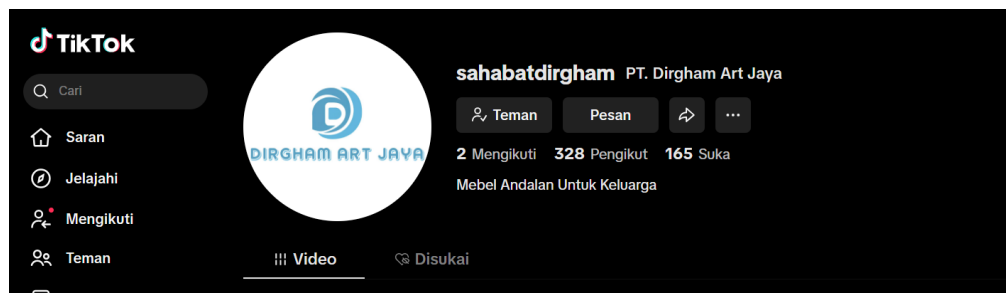 TikTok
Cari
Saran
Jelajahi
Mengikuti
Teman
D
DIRGHAM ART JAYA
sahabatdirgham PT. Dirgham Art Jaya
Teman Pesan ...
2 Mengikuti 328 Pengikut 165 Suka
Mebel Andalan Untuk Keluarga
Video Disukai